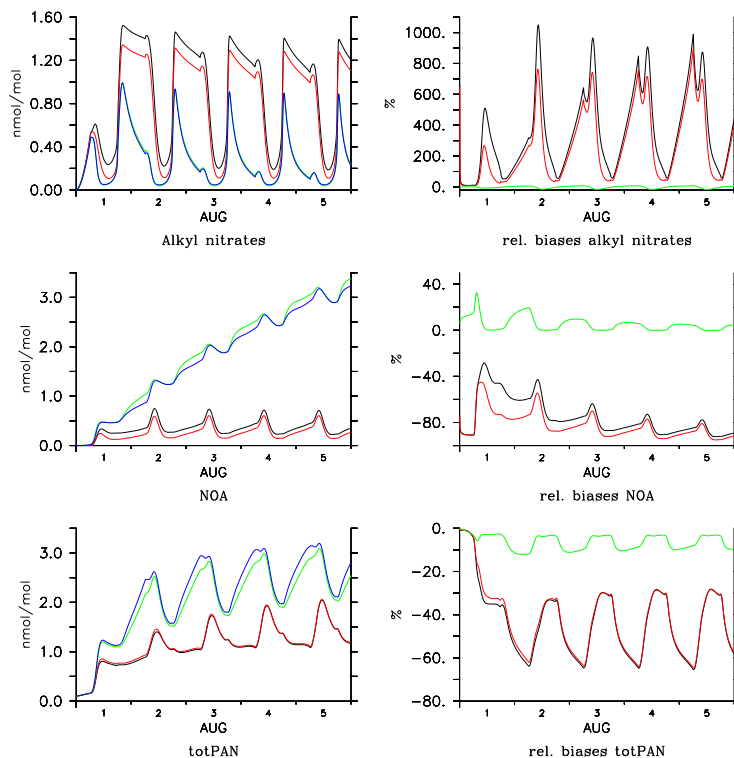 1.60
1.20
0.80
0.40
0.00
nmol/mol
1 2 3 4 5
AUG
Alkyl nitrates
1000.
800.
600.
400.
200.
0.
%
1 2 3 4 5
AUG
rel. biases alkyl nitrates
3.0
2.0
1.0
0.0
nmol/mol
1 2 3 4 5
AUG
NOA
40.
0.
-40.
-80.
%
1 2 3 4 5
AUG
rel. biases NOA
3.0
2.0
1.0
0.0
nmol/mol
1 2 3 4 5
AUG
totPAN
0.
-20.
-40.
-60.
-80.
%
1 2 3 4 5
AUG
rel. biases totPAN